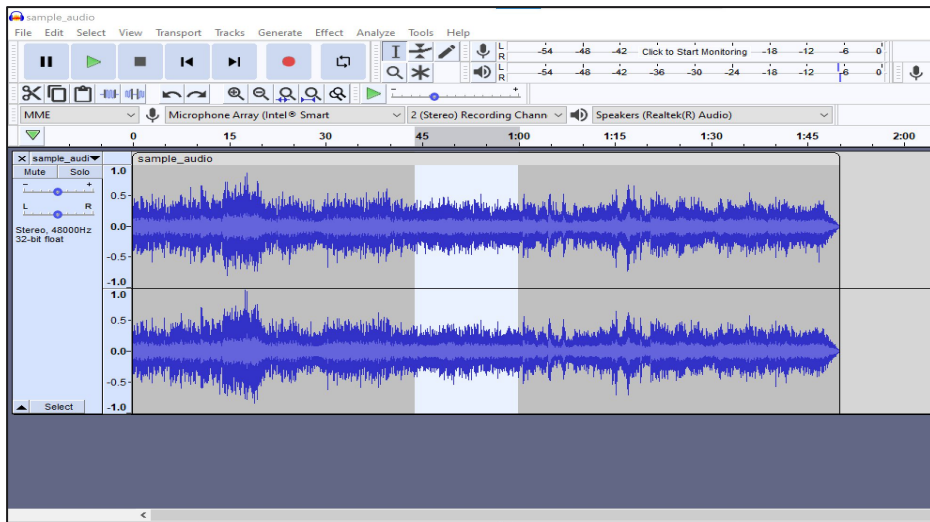 sample_audio
File Edit Select View Transport Tracks Generate Effect Analyze Tools Help
L R -54 -48 -42 Click to Start Monitoring -18 -12 -6 0
L R -54 -48 -42 -36 -30 -24 -18 -12 -6 0
- +
MME Microphone Array (Intel® Smart 2 (Stereo) Recording Chann Speakers (Realtek(R) Audio)
0 15 30 45 1:00 1:15 1:30 1:45 2:00
sample_audi sample_audio
Mute Solo
- +
L R
Stereo, 48000Hz
32-bit float
1.0
0.5
0.0
-0.5
-1.0
1.0
0.5
0.0
-0.5
-1.0
Select